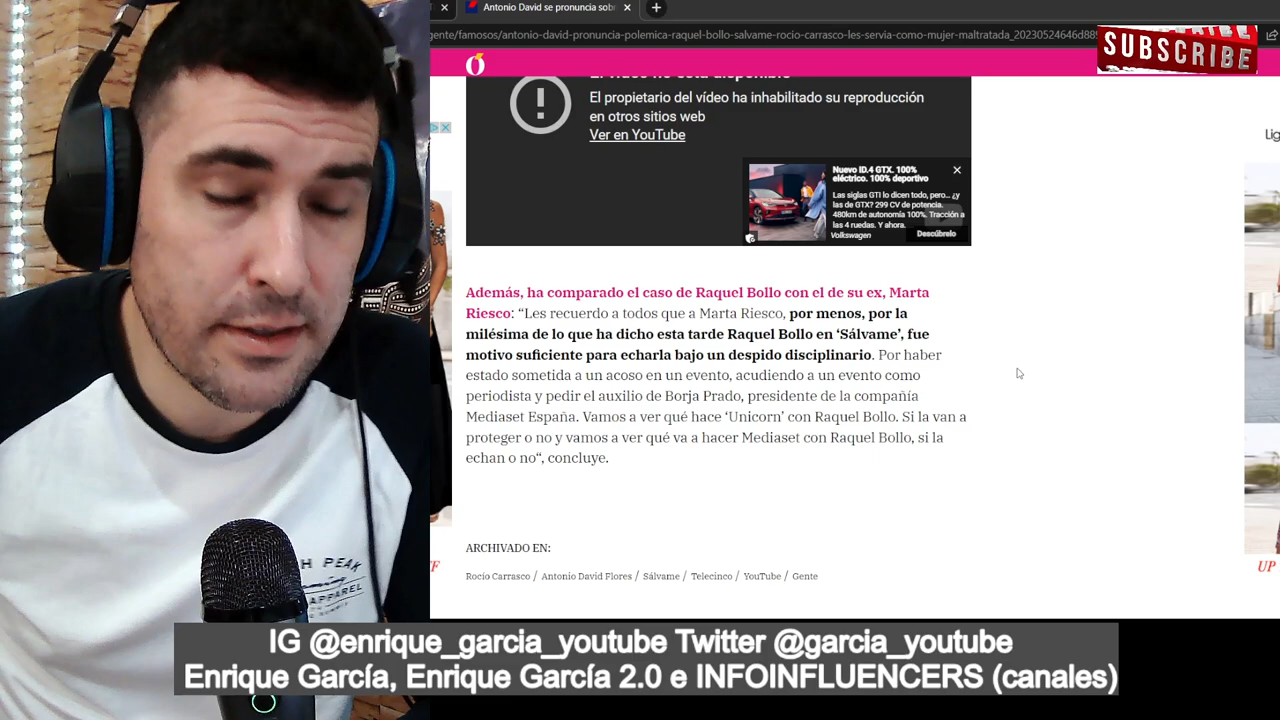 Antonio David se pronuncia sob
gente/famosos/antonio-david-pronuncia-polemica-raquel-bollo-salvame-rocio-carrasco-les-servia-como-mujer-maltratada_20230524646d88
SUBSCRIBE
El vídeo no está disponible
El propietario del vídeo ha inhabilitado su reproducción
en otros sitios web
Ver en YouTube
Nuevo ID.4 GTX. 100%
eléctrico. 100% deportivo
Las siglas GTI lo dicen todo, pero... ¿y
las de GTX? 299 CV de potencia.
480km de autonomía 100%. Tracción a
las 4 ruedas. Y ahora.
Volkswagen
Descúbrelo
Lig
Además, ha comparado el caso de Raquel Bollo con el de su ex, Marta
Riesco: “Les recuerdo a todos que a Marta Riesco, por menos, por la
milésima de lo que ha dicho esta tarde Raquel Bollo en ‘Sálvame’, fue
motivo suficiente para echarla bajo un despido disciplinario. Por haber
estado sometida a un acoso en un evento, acudiendo a un evento como
periodista y pedir el auxilio de Borja Prado, presidente de la compañía
Mediaset España. Vamos a ver qué hace ‘Unicorn’ con Raquel Bollo. Si la van a
proteger o no y vamos a ver qué va a hacer Mediaset con Raquel Bollo, si la
echan o no“, concluye.
ARCHIVADO EN:
Rocío Carrasco / Antonio David Flores / Sálvame / Telecinco / YouTube / Gente
UP
H PEAK
APPAREL
IG @enrique_garcia_youtube Twitter @garcia_youtube
Enrique García, Enrique García 2.0 e INFOINFLUENCERS (canales)